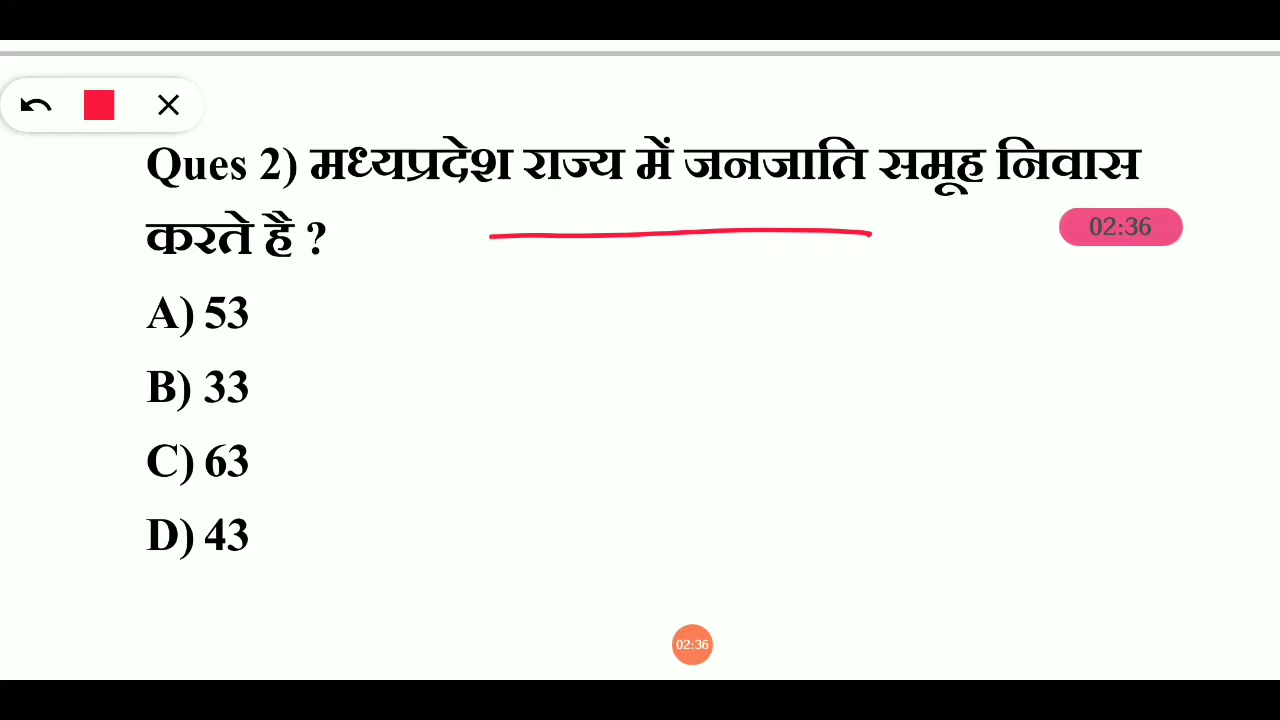 Ques 2) मध्यप्रदेश राज्य में जनजाति समूह निवास
करते है ?
02:36
A) 53
B) 33
C) 63
D) 43
02:36